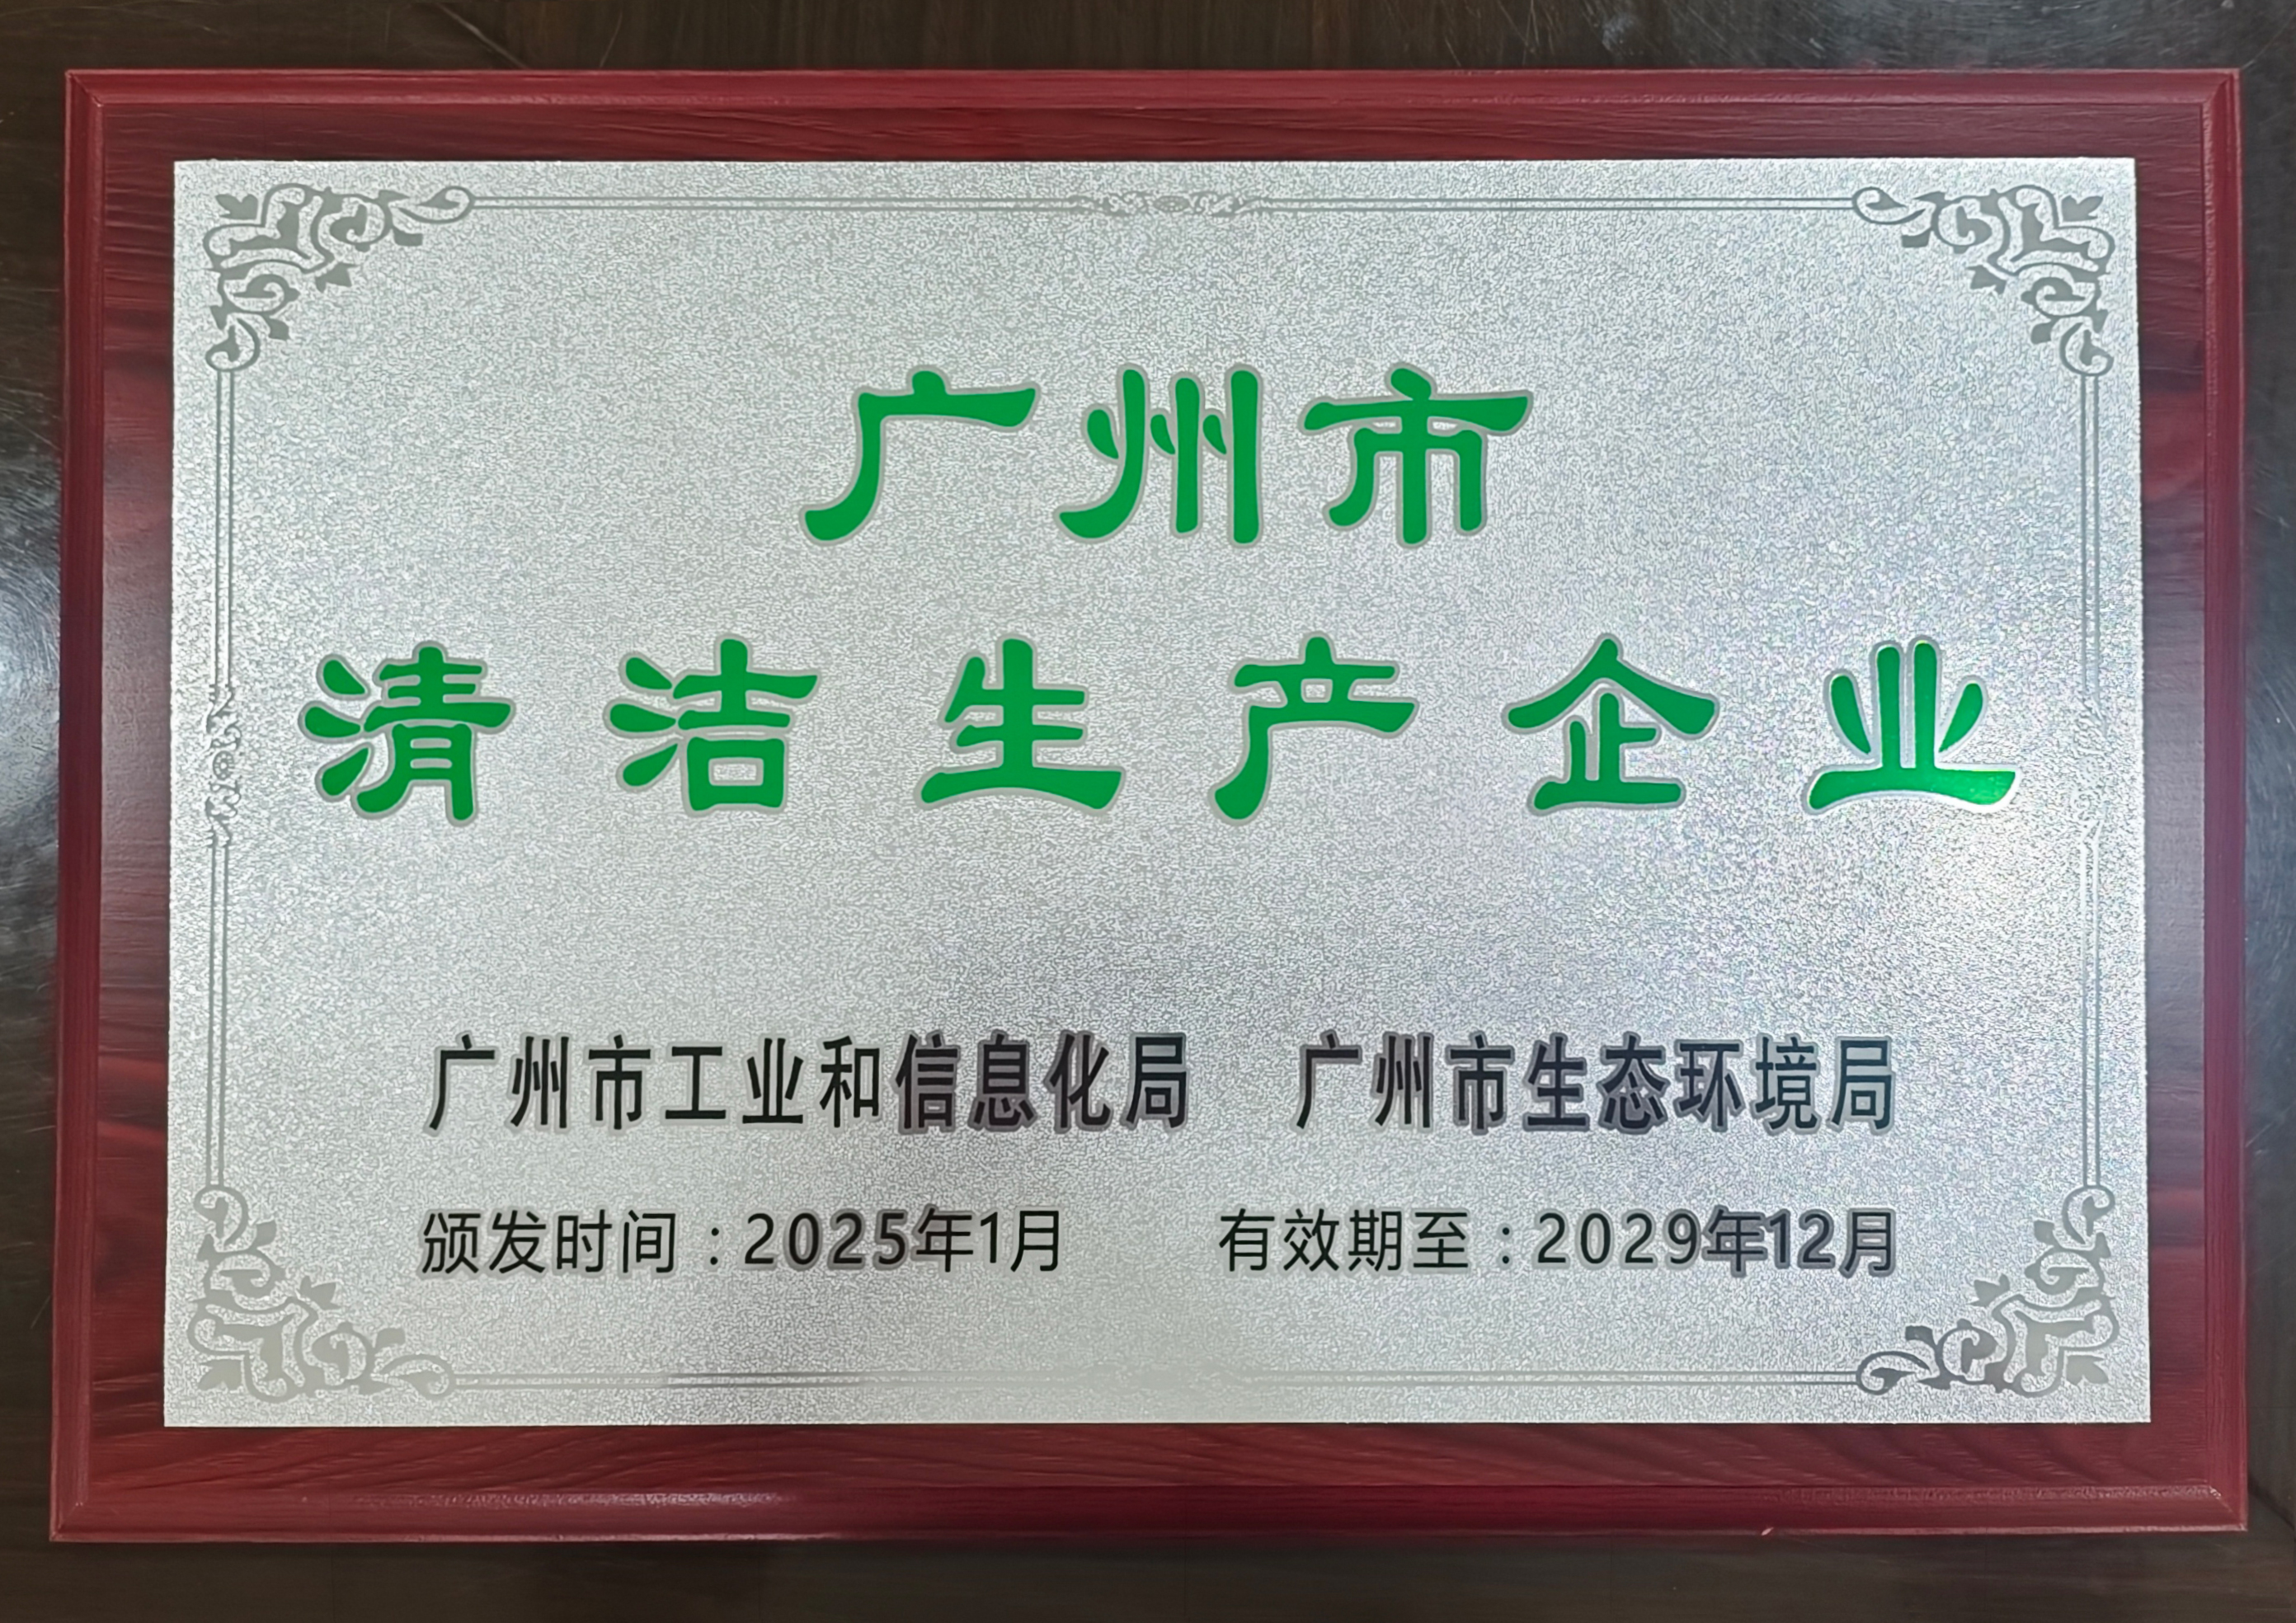 广州市
清洁生产企业
广州市工业和信息化局 广州市生态环境局
颁发时间：2025年1月 有效期至：2029年12月